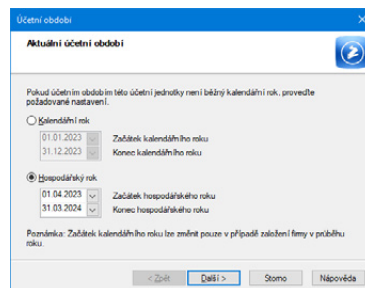 Účetní období
Aktuální účetní období
Pokud účetním obdobím této účetní jednotky není běžný kalendářní rok, proveďte
požadované nastavení.
Kalendářní rok
01.01.2023 Začátek kalendářního roku
31.12.2023 Konec kalendářního roku
Hospodářský rok
01.04.2023 Začátek hospodářského roku
31.03.2024 Konec hospodářského roku
Poznámka: Začátek kalendářního roku lze změnit pouze v případě založení firmy v průběhu
roku.
< Zpět Další > Storno Nápověda